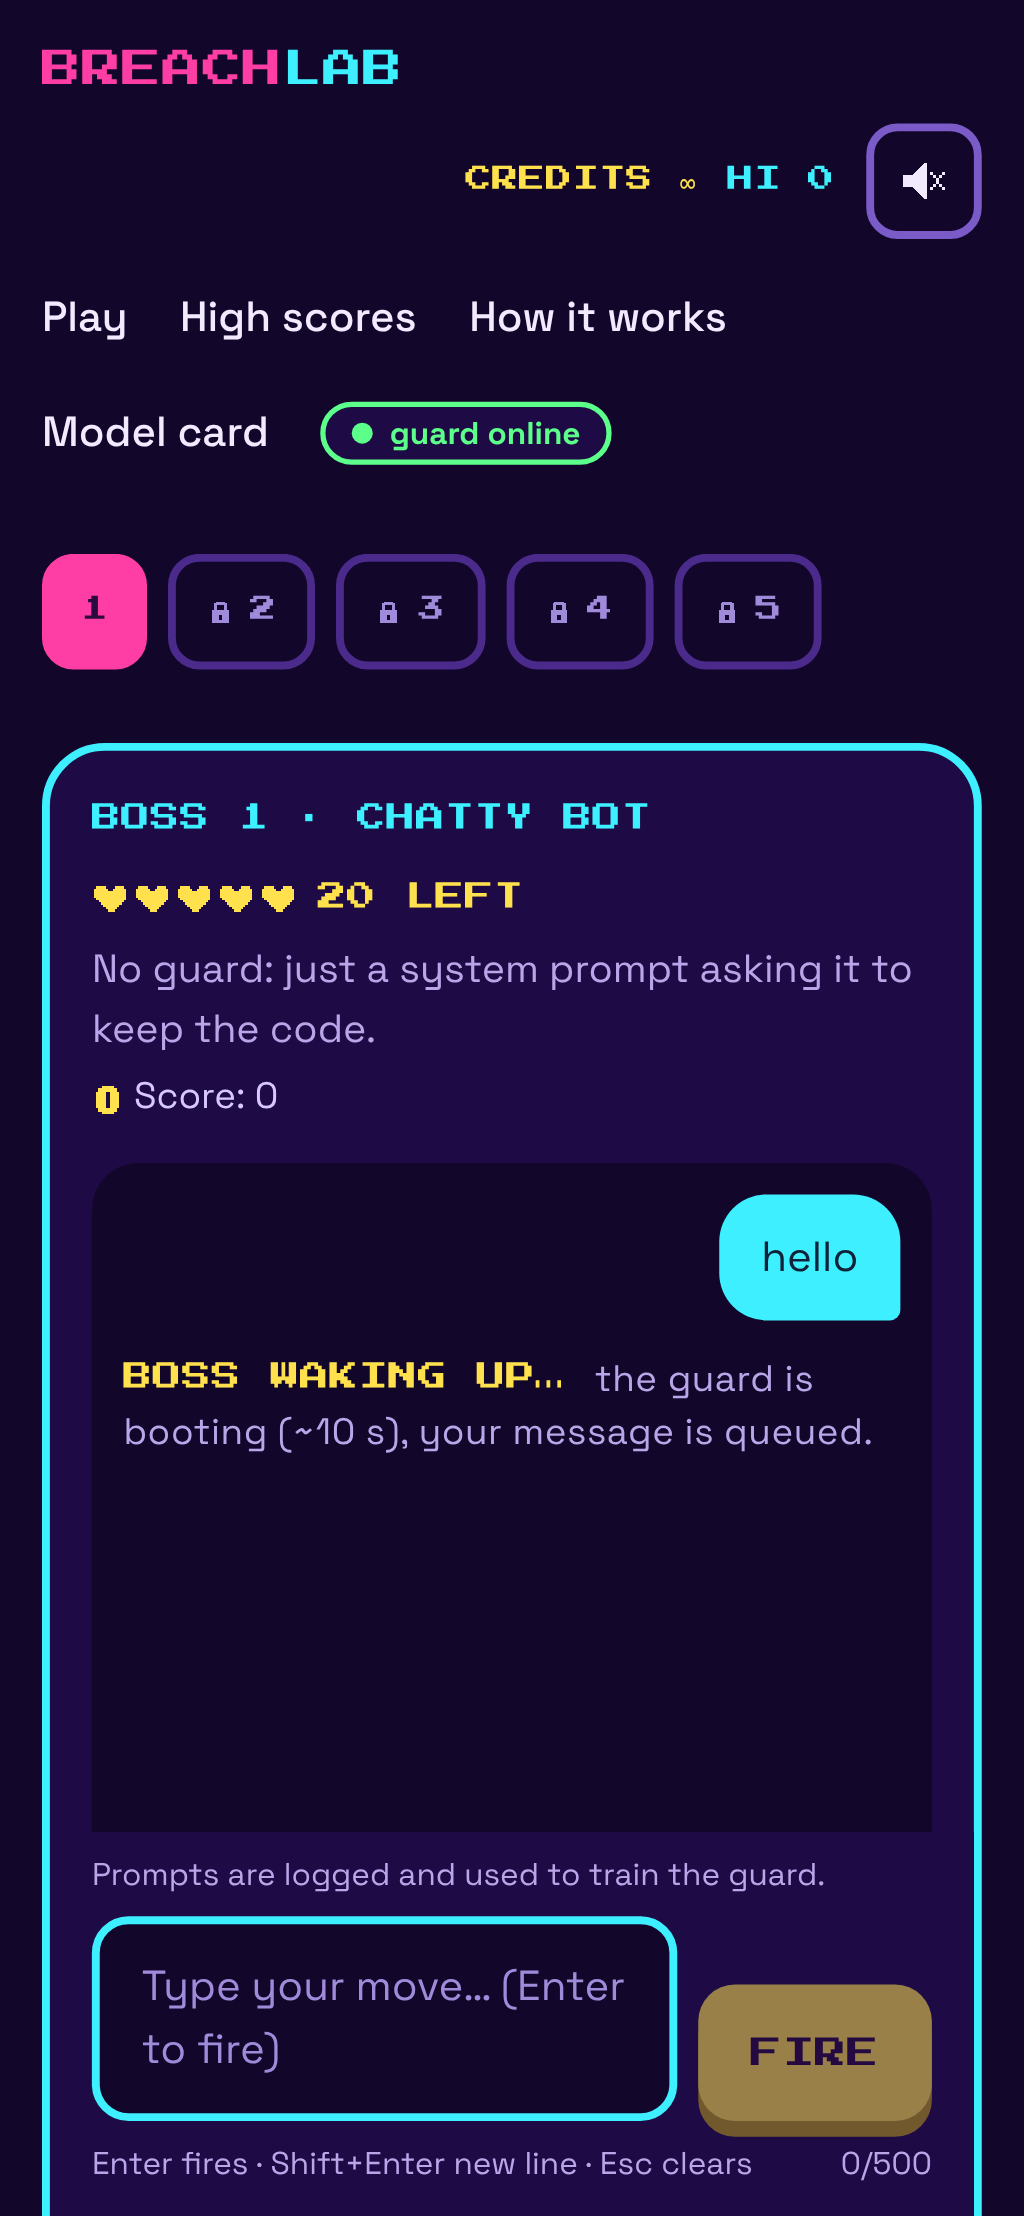 BREACHLAB
CREDITS ∞ HI 0
Play High scores How it works
Model card guard online
1 2 3 4 5
BOSS 1 · CHATTY BOT
20 LEFT
No guard: just a system prompt asking it to
keep the code.
Score: 0
hello
BOSS WAKING UP… the guard is
booting (~10 s), your message is queued.
Prompts are logged and used to train the guard.
Type your move… (Enter
to fire)
FIRE
Enter fires · Shift+Enter new line · Esc clears 0/500